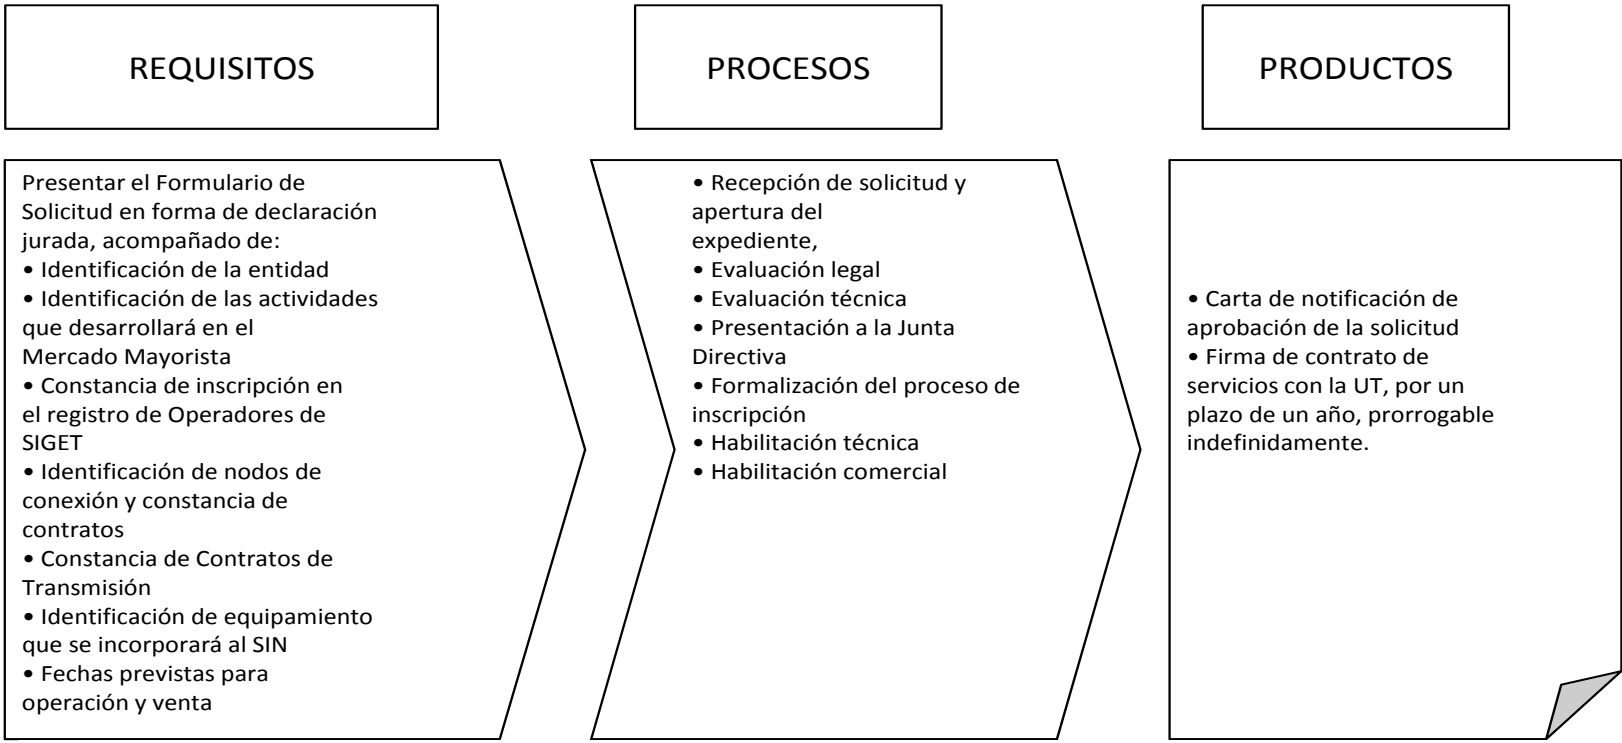 REQUISITOS
PROCESOS
PRODUCTOS
Presentar el Formulario de
Solicitud en forma de declaración
jurada, acompañado de:
• Identificación de la entidad
• Identificación de las actividades
que desarrollará en el
Mercado Mayorista
• Constancia de inscripción en
el registro de Operadores de
SIGET
• Identificación de nodos de
conexión y constancia de
contratos
• Constancia de Contratos de
Transmisión
• Identificación de equipamiento
que se incorporará al SIN
• Fechas previstas para
operación y venta
• Recepción de solicitud y
apertura del
expediente,
• Evaluación legal
• Evaluación técnica
• Presentación a la Junta
Directiva
• Formalización del proceso de
inscripción
• Habilitación técnica
• Habilitación comercial
• Carta de notificación de
aprobación de la solicitud
• Firma de contrato de
servicios con la UT, por un
plazo de un año, prorrogable
indefinidamente.